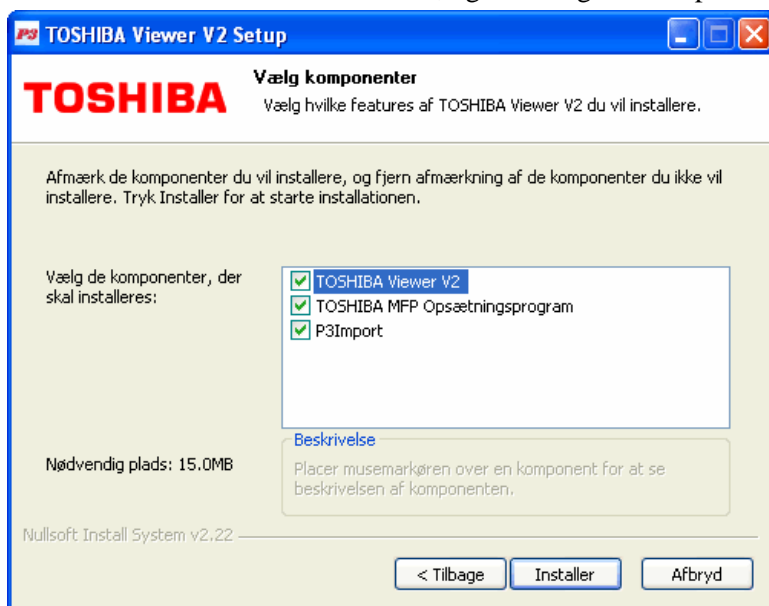 P3 TOSHIBA Viewer V2 Setup
TOSHIBA
Vælg komponenter
Vælg hvilke features af TOSHIBA Viewer V2 du vil installere.
Afmærk de komponenter du vil installere, og fjern afmærkning af de komponenter du ikke vil
installere. Tryk Installer for at starte installationen.
Vælg de komponenter, der
skal installeres:
TOSHIBA Viewer V2
TOSHIBA MFP Opsætningsprogram
P3Import
Nødvendig plads: 15.0MB
Beskrivelse
Placer musemarkøren over en komponent for at se
beskrivelsen af komponenten.
Nullsoft Install System v2.22
< Tilbage
Installer
Afbryd